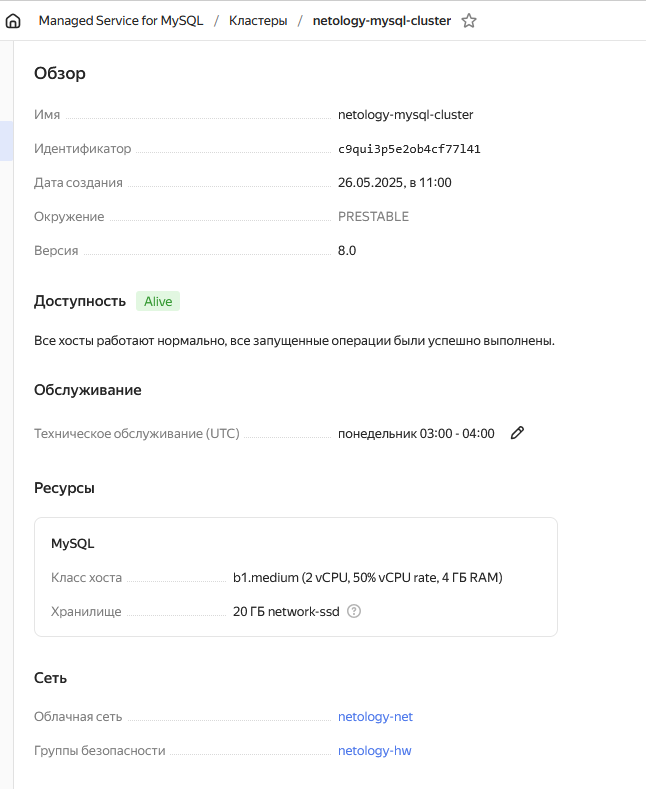 Managed Service for MySQL / Кластеры / netology-mysql-cluster
Обзор
Имя netology-mysql-cluster
Идентификатор c9qui3p5e2ob4cf77l41
Дата создания 26.05.2025, в 11:00
Окружение PRESTABLE
Версия 8.0
Доступность Alive
Все хосты работают нормально, все запущенные операции были успешно выполнены.
Обслуживание
Техническое обслуживание (UTC) понедельник 03:00 - 04:00
Ресурсы
MySQL
Класс хоста b1.medium (2 vCPU, 50% vCPU rate, 4 ГБ RAM)
Хранилище 20 ГБ network-ssd
Сеть
Облачная сеть netology-net
Группы безопасности netology-hw